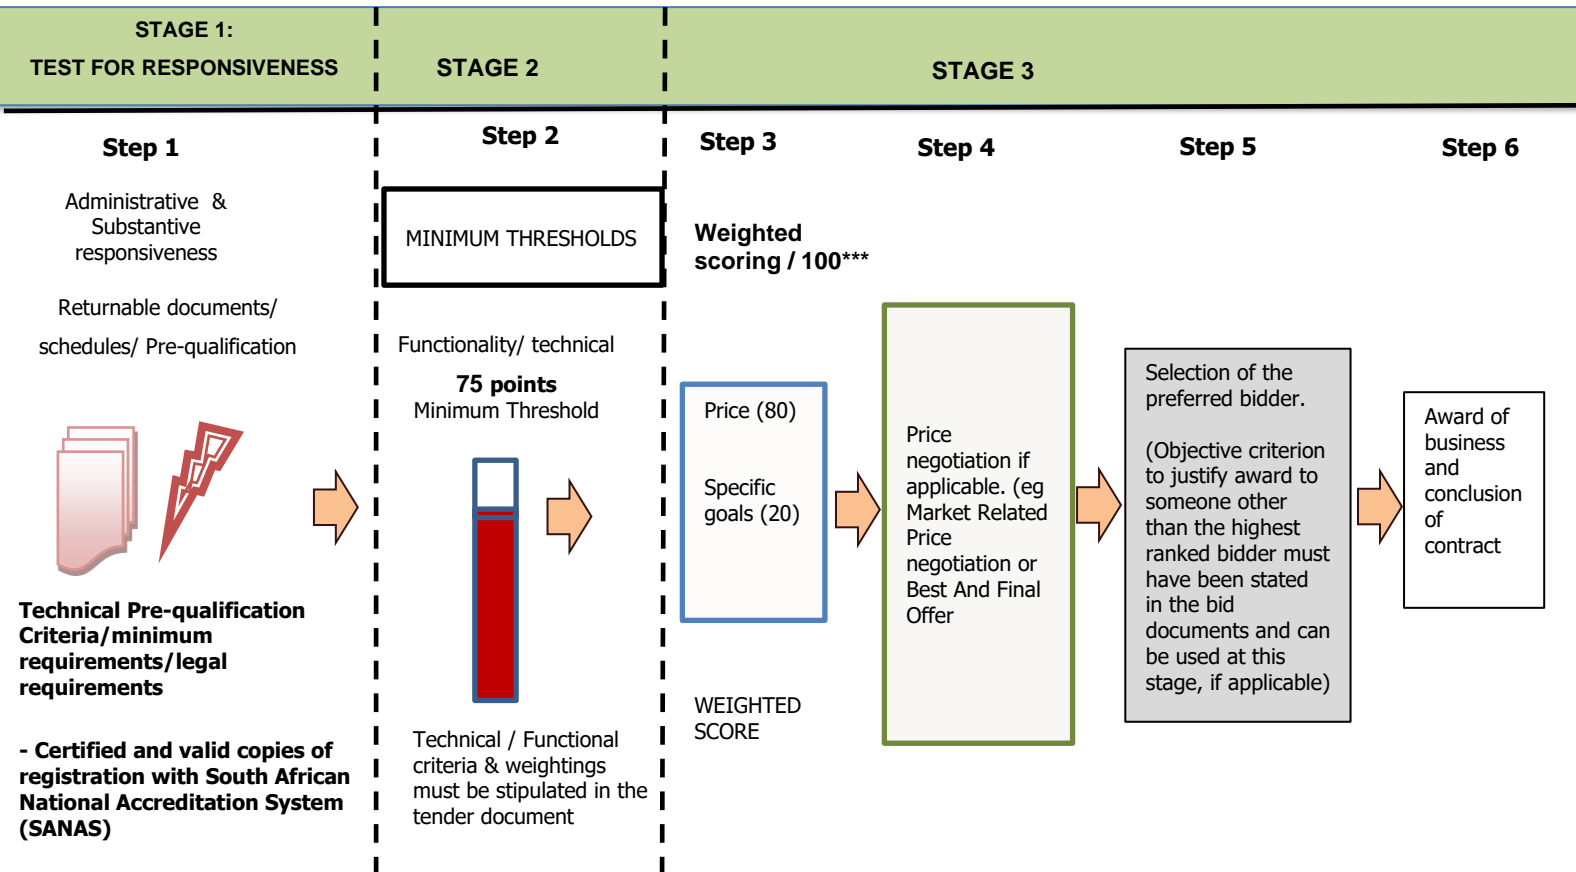 STAGE 1:
TEST FOR RESPONSIVENESS
STAGE 2
STAGE 3
Step 1
Administrative &
Substantive
responsiveness
Returnable documents/
schedules/ Pre-qualification
Technical Pre-qualification
Criteria/minimum
requirements/legal
requirements
- Certified and valid copies of
registration with South African
National Accreditation System
(SANAS)
Step 2
MINIMUM THRESHOLDS
Functionality/ technical
75 points
Minimum Threshold
Technical / Functional
criteria & weightings
must be stipulated in the
tender document
Step 3
Weighted
scoring / 100***
Price (80)
Specific
goals (20)
WEIGHTED
SCORE
Step 4
Price
negotiation if
applicable. (eg
Market Related
Price
negotiation or
Best And Final
Offer
Step 5
Selection of the
preferred bidder.
(Objective criterion
to justify award to
someone other
than the highest
ranked bidder must
have been stated
in the bid
documents and can
be used at this
stage, if applicable)
Step 6
Award of
business
and
conclusion
of
contract